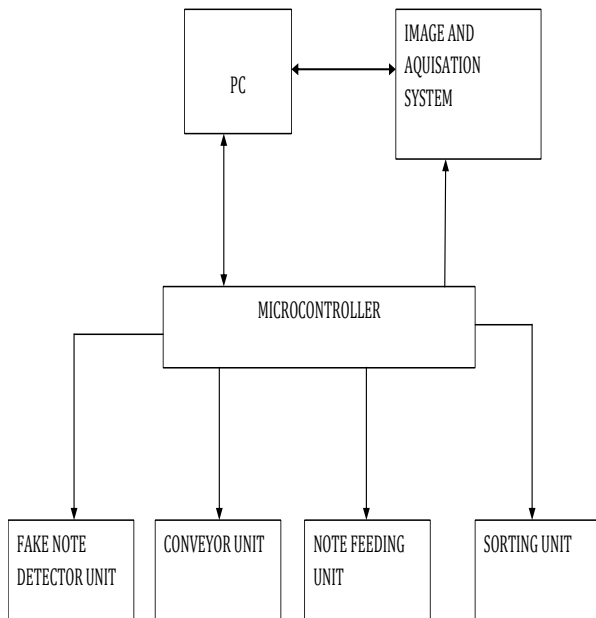 PC
IMAGE AND
AQUISATION
SYSTEM
MICROCONTROLLER
FAKE NOTE
DETECTOR UNIT
CONVEYOR UNIT
NOTE FEEDING
UNIT
SORTING UNIT